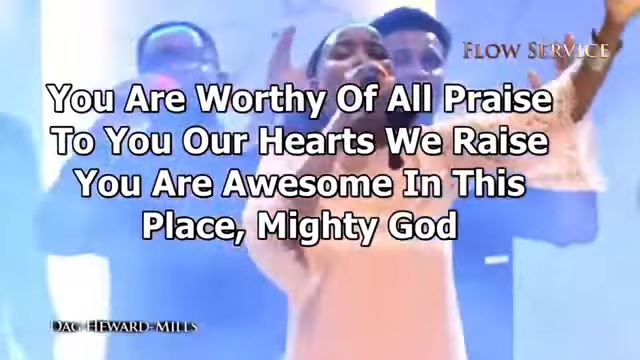 FLOW SERVICE
You Are Worthy Of All Praise
To You Our Hearts We Raise
You Are Awesome In This
Place, Mighty God
DAG HEWARD-MILLS